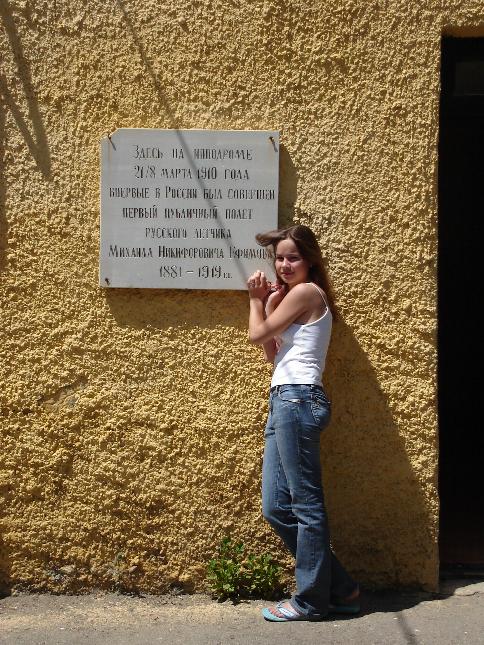 Здесь на ипподроме
21/8 марта 1910 года
впервые в России был совершен
первый публичный полет
русского летчика
Михаила Никифоровича Ефимова
1881 – 1919 г.г.